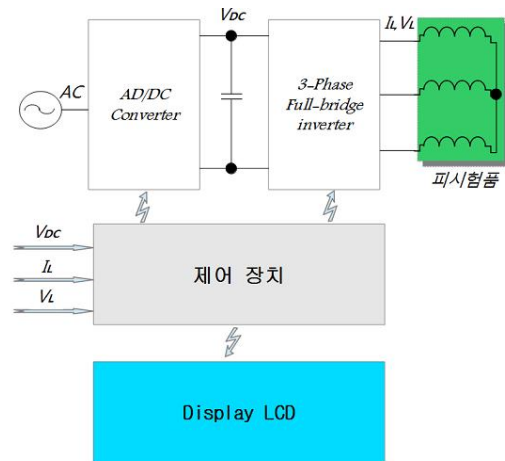 VDC
IL,VL
AC
AD/DC
Converter
3-Phase
Full-bridge
inverter
피시험품
VDC
IL
VL
제어 장치
Display LCD